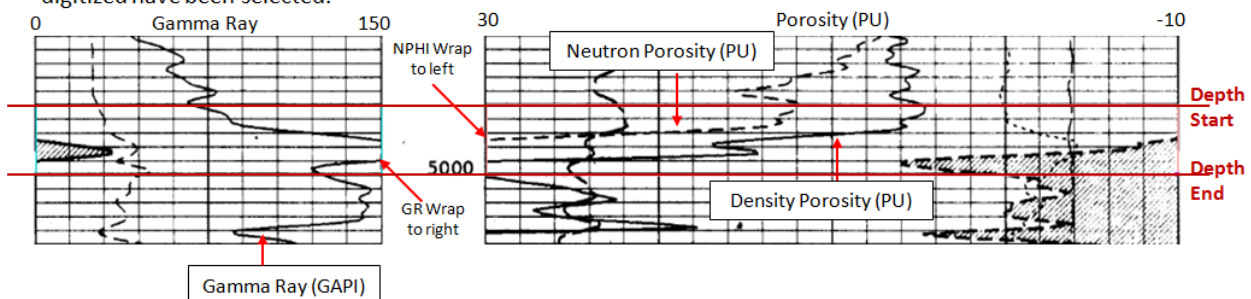 digitized have been selected.
0 Gamma Ray 150
30 Porosity (PU) -10
NPHI Wrap
to left
Neutron Porosity (PU)
Depth
Start
5000
Depth
End
GR Wrap
to right
Density Porosity (PU)
Gamma Ray (GAPI)